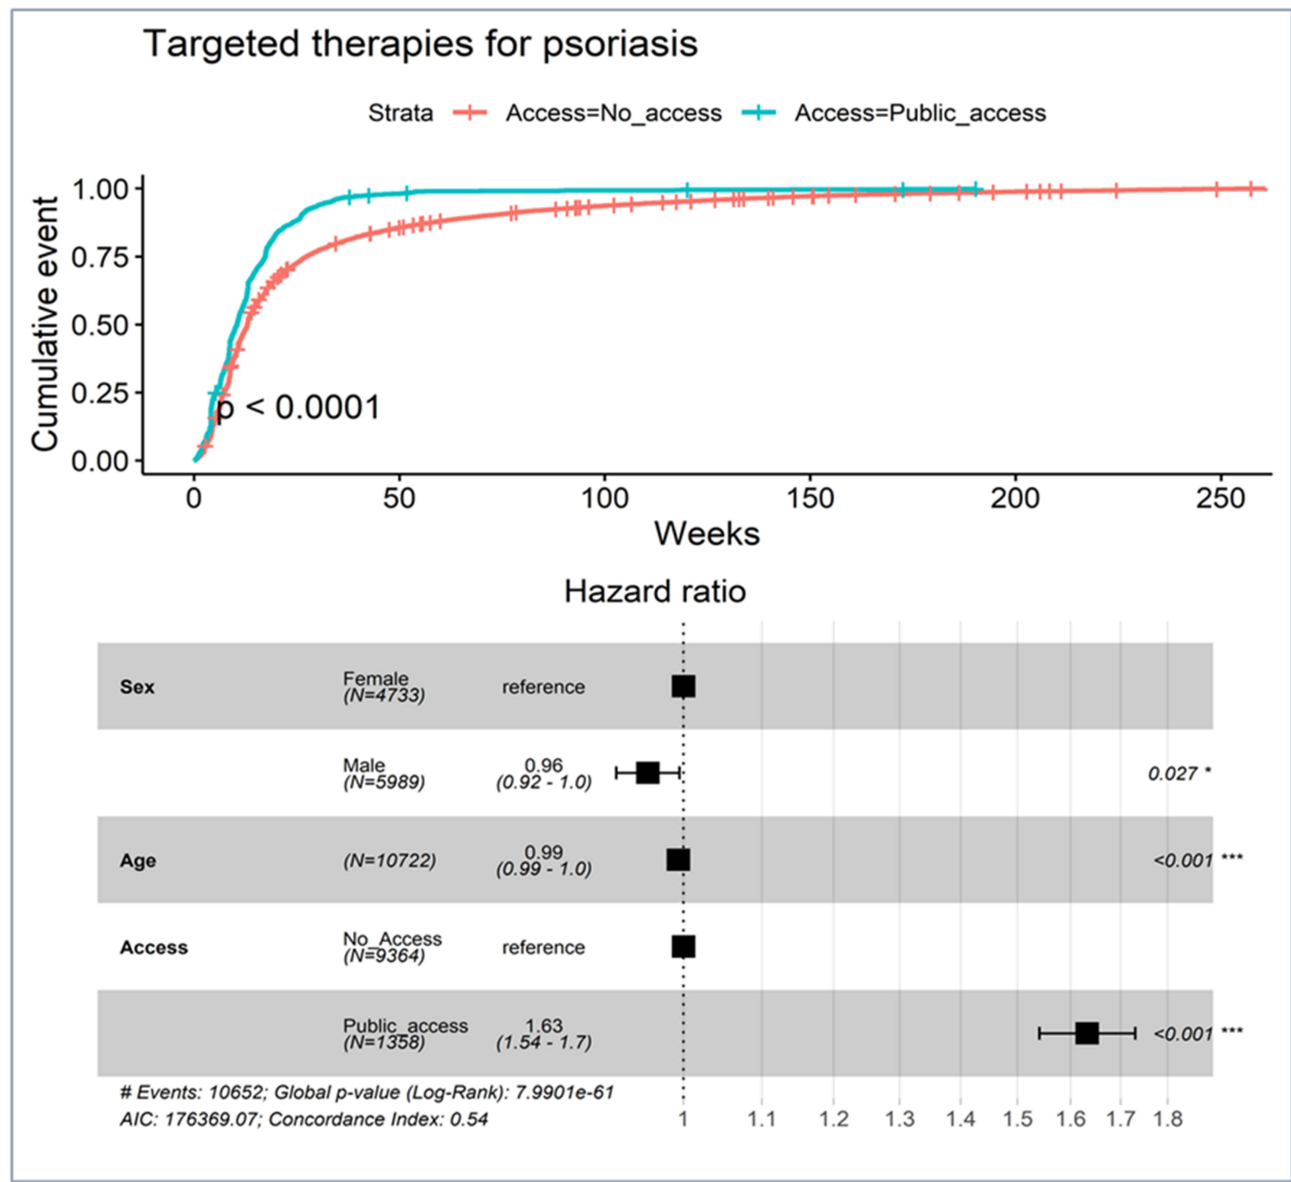 Targeted therapies for psoriasis
Strata Access=No_access Access=Public_access
Cumulative event
1.00
0.75
0.50
0.25
0.00
p < 0.0001
0 50 100 150 200 250
Weeks
Hazard ratio
Sex Female (N=4733) reference
Male (N=5989) 0.96 (0.92 - 1.0) 0.027 *
Age (N=10722) 0.99 (0.99 - 1.0) <0.001 ***
Access No_Access (N=9364) reference
Public_access (N=1358) 1.63 (1.54 - 1.7) <0.001 ***
# Events: 10652; Global p-value (Log-Rank): 7.9901e-61
AIC: 176369.07; Concordance Index: 0.54
1 1.1 1.2 1.3 1.4 1.5 1.6 1.7 1.8